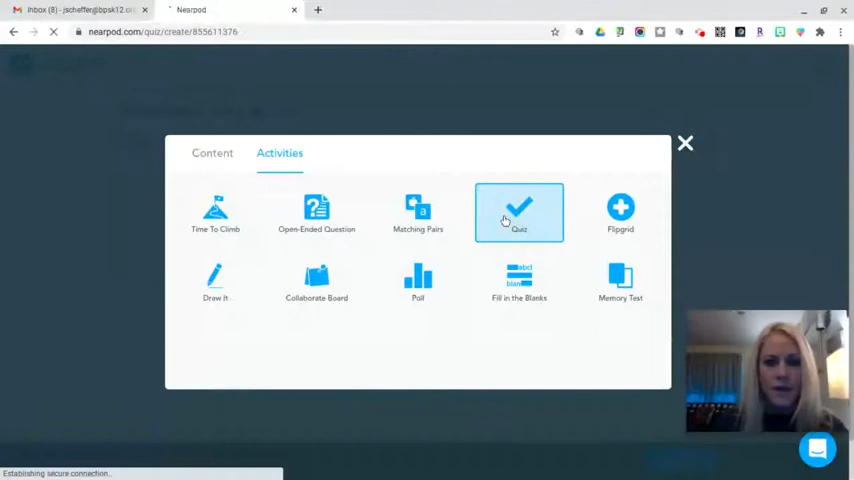 Inbox (8) - jscheffer@bpsk12.or
Nearpod
nearpod.com/quiz/create/855611376
Content
Activities
Time To Climb
Open-Ended Question
Matching Pairs
Quiz
Flipgrid
Draw It
Collaborate Board
Poll
Fill in the Blanks
Memory Test
Establishing secure connection...